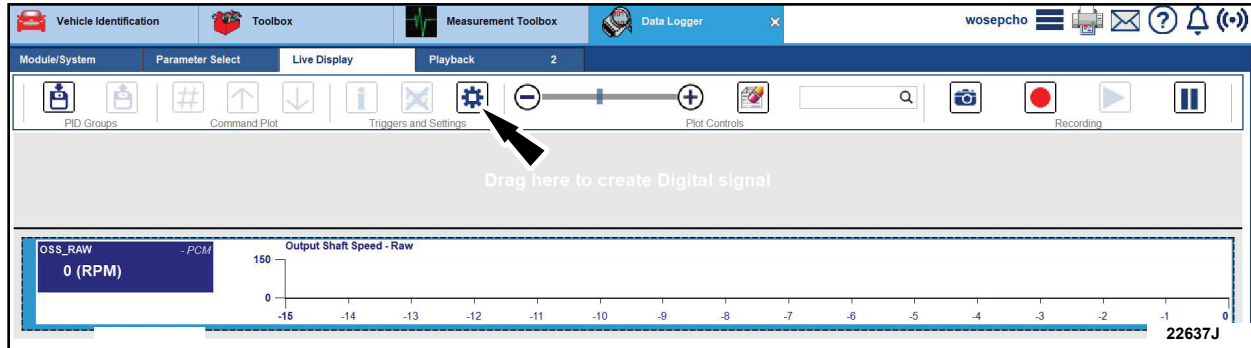 Vehicle Identification Toolbox Measurement Toolbox Data Logger × wosepcho ?
Module/System Parameter Select Live Display Playback 2
PID Groups Command Plot Triggers and Settings Plot Controls Recording
Drag here to create Digital signal
OSS_RAW - PCM Output Shaft Speed - Raw
0 (RPM) 150
0
-15 -14 -13 -12 -11 -10 -9 -8 -7 -6 -5 -4 -3 -2 -1 0
22637J